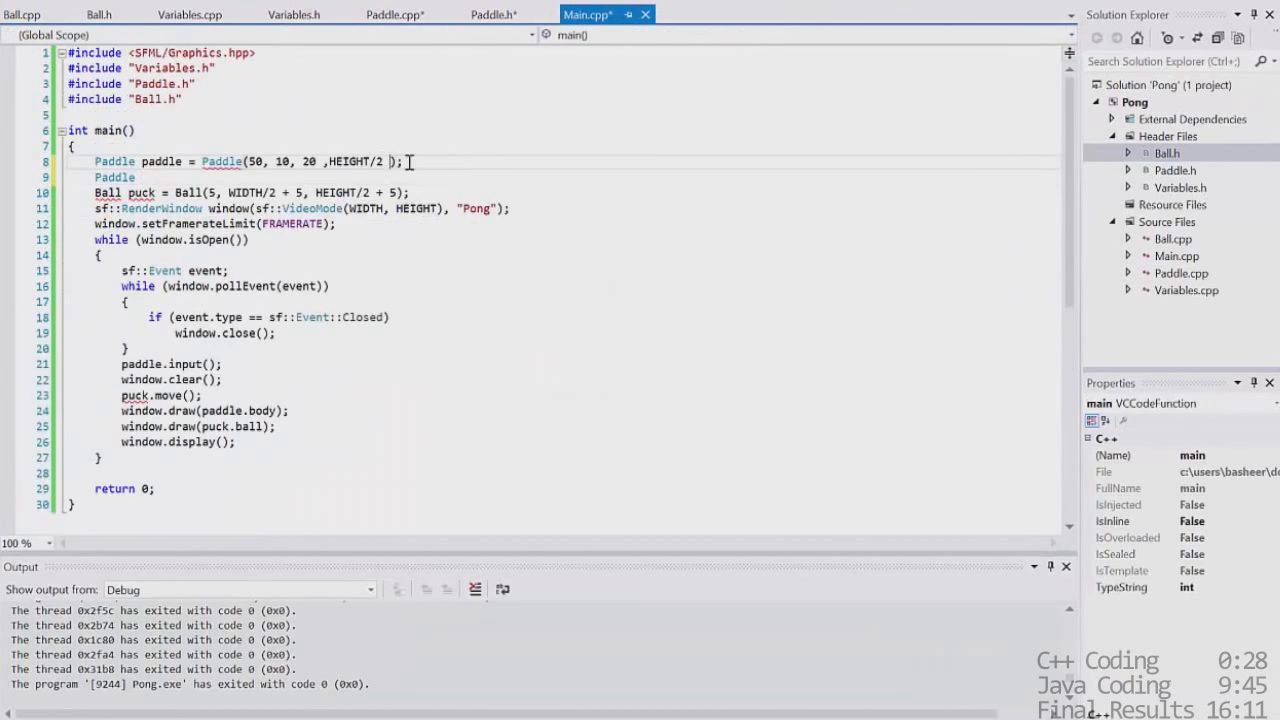 Ball.cpp Ball.h Variables.cpp Variables.h Paddle.cpp* Paddle.h* Main.cpp*
(Global Scope) main()
1 #include <SFML/Graphics.hpp>
2 #include "Variables.h"
3 #include "Paddle.h"
4 #include "Ball.h"
5
6 int main()
7 {
8 Paddle paddle = Paddle(50, 10, 20 ,HEIGHT/2 );
9 Paddle
10 Ball puck = Ball(5, WIDTH/2 + 5, HEIGHT/2 + 5);
11 sf::RenderWindow window(sf::VideoMode(WIDTH, HEIGHT), "Pong");
12 window.setFramerateLimit(FRAMERATE);
13 while (window.isOpen())
14 {
15 sf::Event event;
16 while (window.pollEvent(event))
17 {
18 if (event.type == sf::Event::Closed)
19 window.close();
20 }
21 paddle.input();
22 window.clear();
23 puck.move();
24 window.draw(paddle.body);
25 window.draw(puck.ball);
26 window.display();
27 }
28
29 return 0;
30 }
100 %
Output
Show output from: Debug
The thread 0x2f5c has exited with code 0 (0x0).
The thread 0x2b74 has exited with code 0 (0x0).
The thread 0x1c80 has exited with code 0 (0x0).
The thread 0x2fa4 has exited with code 0 (0x0).
The thread 0x31b8 has exited with code 0 (0x0).
The program '[9244] Pong.exe' has exited with code 0 (0x0).
Solution Explorer
Search Solution Explorer (Ctrl+;)
Solution 'Pong' (1 project)
Pong
External Dependencies
Header Files
Ball.h
Paddle.h
Variables.h
Resource Files
Source Files
Ball.cpp
Main.cpp
Paddle.cpp
Variables.cpp
Properties
main VCCodeFunction
C++
(Name) main
File c:\users\basheer\do
FullName main
IsInjected False
IsInline False
IsOverloaded False
IsSealed False
IsTemplate False
TypeString int
C++
C++ Coding 0:28
Java Coding 9:45
Final Results 16:11